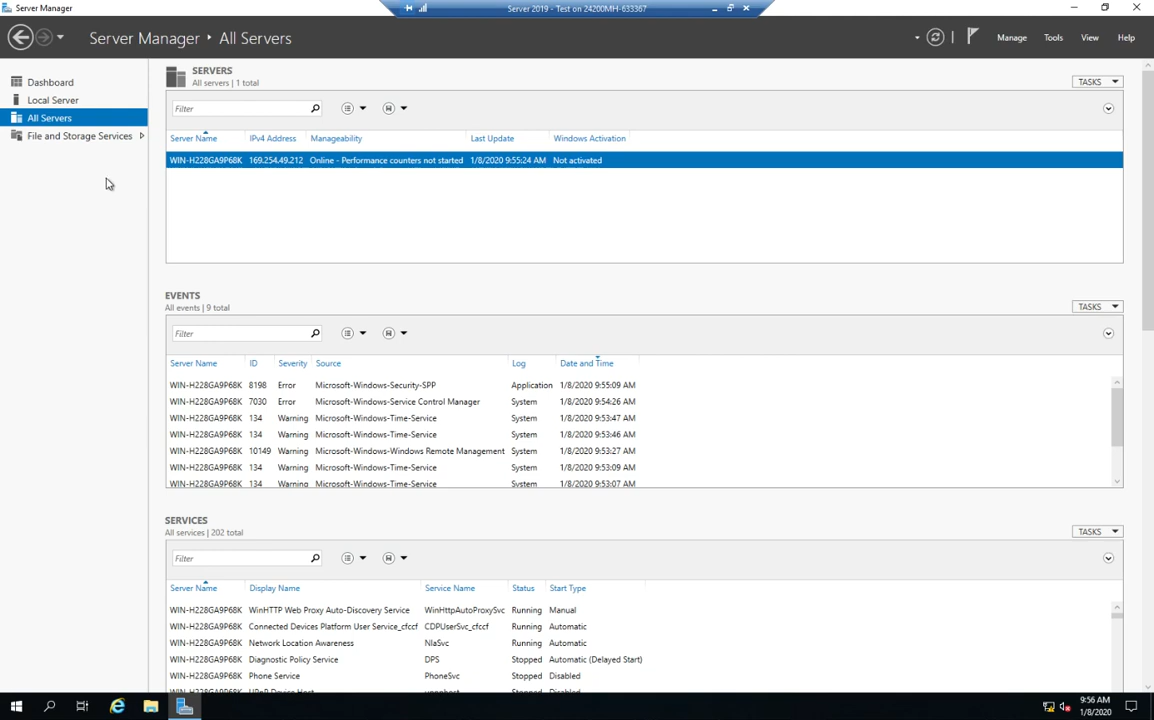 Server Manager
Server 2019 - Test on 24200MH-633367
Server Manager ‣ All Servers
Manage Tools View Help
Dashboard
Local Server
All Servers
File and Storage Services
SERVERS
All servers | 1 total
TASKS
Filter
Server Name IPv4 Address Manageability Last Update Windows Activation
WIN-H228GA9P68K 169.254.49.212 Online - Performance counters not started 1/8/2020 9:55:24 AM Not activated
EVENTS
All events | 9 total
TASKS
Filter
Server Name ID Severity Source Log Date and Time
WIN-H228GA9P68K 8198 Error Microsoft-Windows-Security-SPP Application 1/8/2020 9:55:09 AM
WIN-H228GA9P68K 7030 Error Microsoft-Windows-Service Control Manager System 1/8/2020 9:54:26 AM
WIN-H228GA9P68K 134 Warning Microsoft-Windows-Time-Service System 1/8/2020 9:53:47 AM
WIN-H228GA9P68K 134 Warning Microsoft-Windows-Time-Service System 1/8/2020 9:53:46 AM
WIN-H228GA9P68K 10149 Warning Microsoft-Windows-Windows Remote Management System 1/8/2020 9:53:27 AM
WIN-H228GA9P68K 134 Warning Microsoft-Windows-Time-Service System 1/8/2020 9:53:09 AM
WIN-H228GA9P68K 134 Warning Microsoft-Windows-Time-Service System 1/8/2020 9:53:07 AM
SERVICES
All services | 202 total
TASKS
Filter
Server Name Display Name Service Name Status Start Type
WIN-H228GA9P68K WinHTTP Web Proxy Auto-Discovery Service WinHttpAutoProxySvc Running Manual
WIN-H228GA9P68K Connected Devices Platform User Service_cfccf CDPUserSvc_cfccf Running Automatic
WIN-H228GA9P68K Network Location Awareness NlaSvc Running Automatic
WIN-H228GA9P68K Diagnostic Policy Service DPS Stopped Automatic (Delayed Start)
WIN-H228GA9P68K Phone Service PhoneSvc Stopped Disabled
WIN-H228GA9P68K UPnP Device Host upnphost Stopped Disabled
9:56 AM
1/8/2020